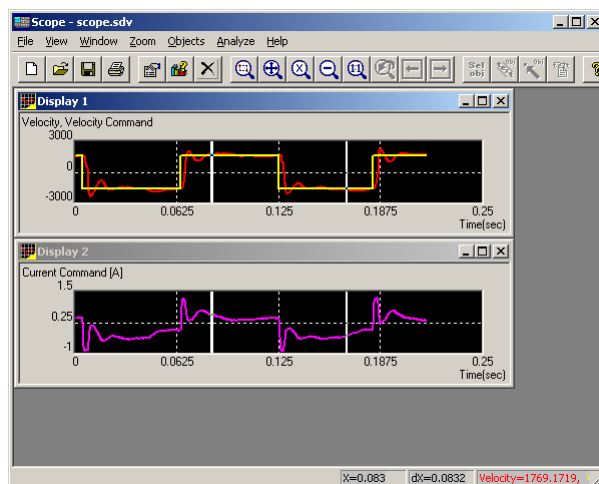 Scope - scope.sdv
File View Window Zoom Objects Analyze Help
Sel obj
Obj
Obj
Display 1
Velocity, Velocity Command
3000
0
-3000
0 0.0625 0.125 0.1875 0.25
Time(sec)
Display 2
Current Command [A]
1.5
0.25
-1
0 0.0625 0.125 0.1875 0.25
Time(sec)
X=0.083 dX=0.0832 Velocity=1769.1719,